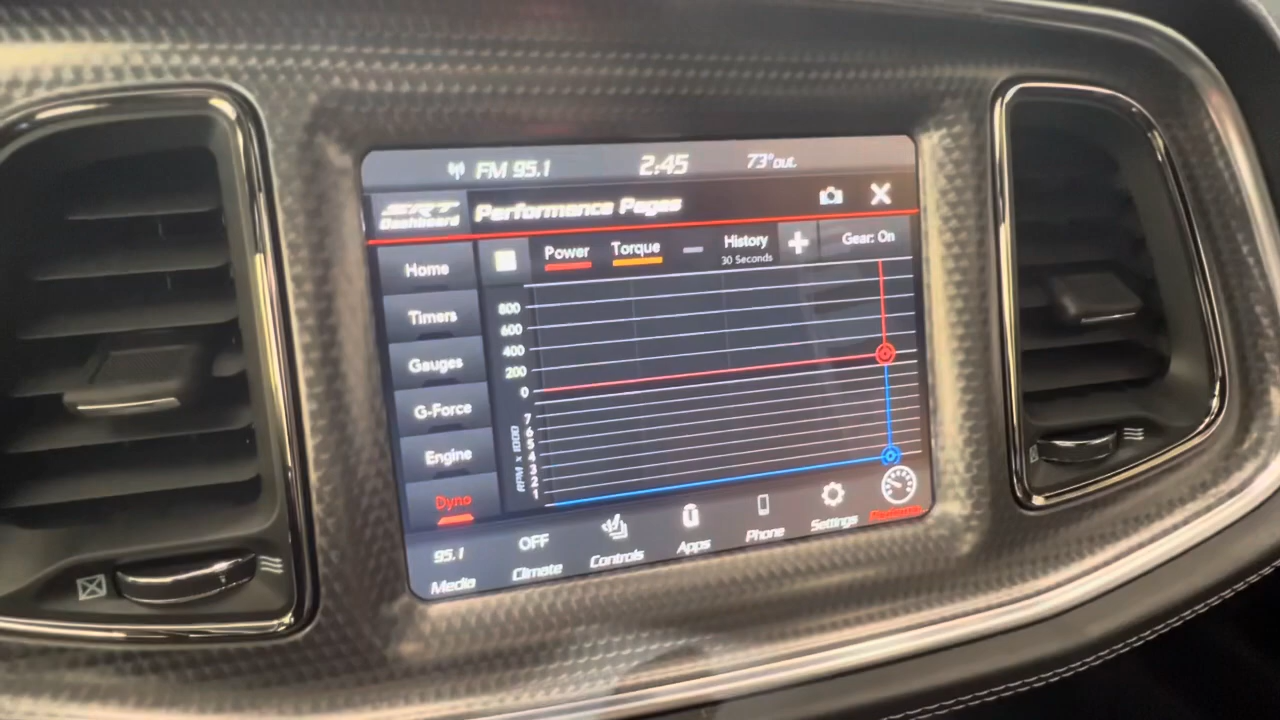 FM 95.1 2:45 73° out.
SRT Dashboard Performance Pages
Power Torque History 30 Seconds Gear: On
Home
Timers
Gauges
G-Force
Engine
Dyno
800
600
400
200
0
RPM x 1000
7
6
5
4
3
2
1
95.1 OFF
Media Climate Controls Apps Phone Settings